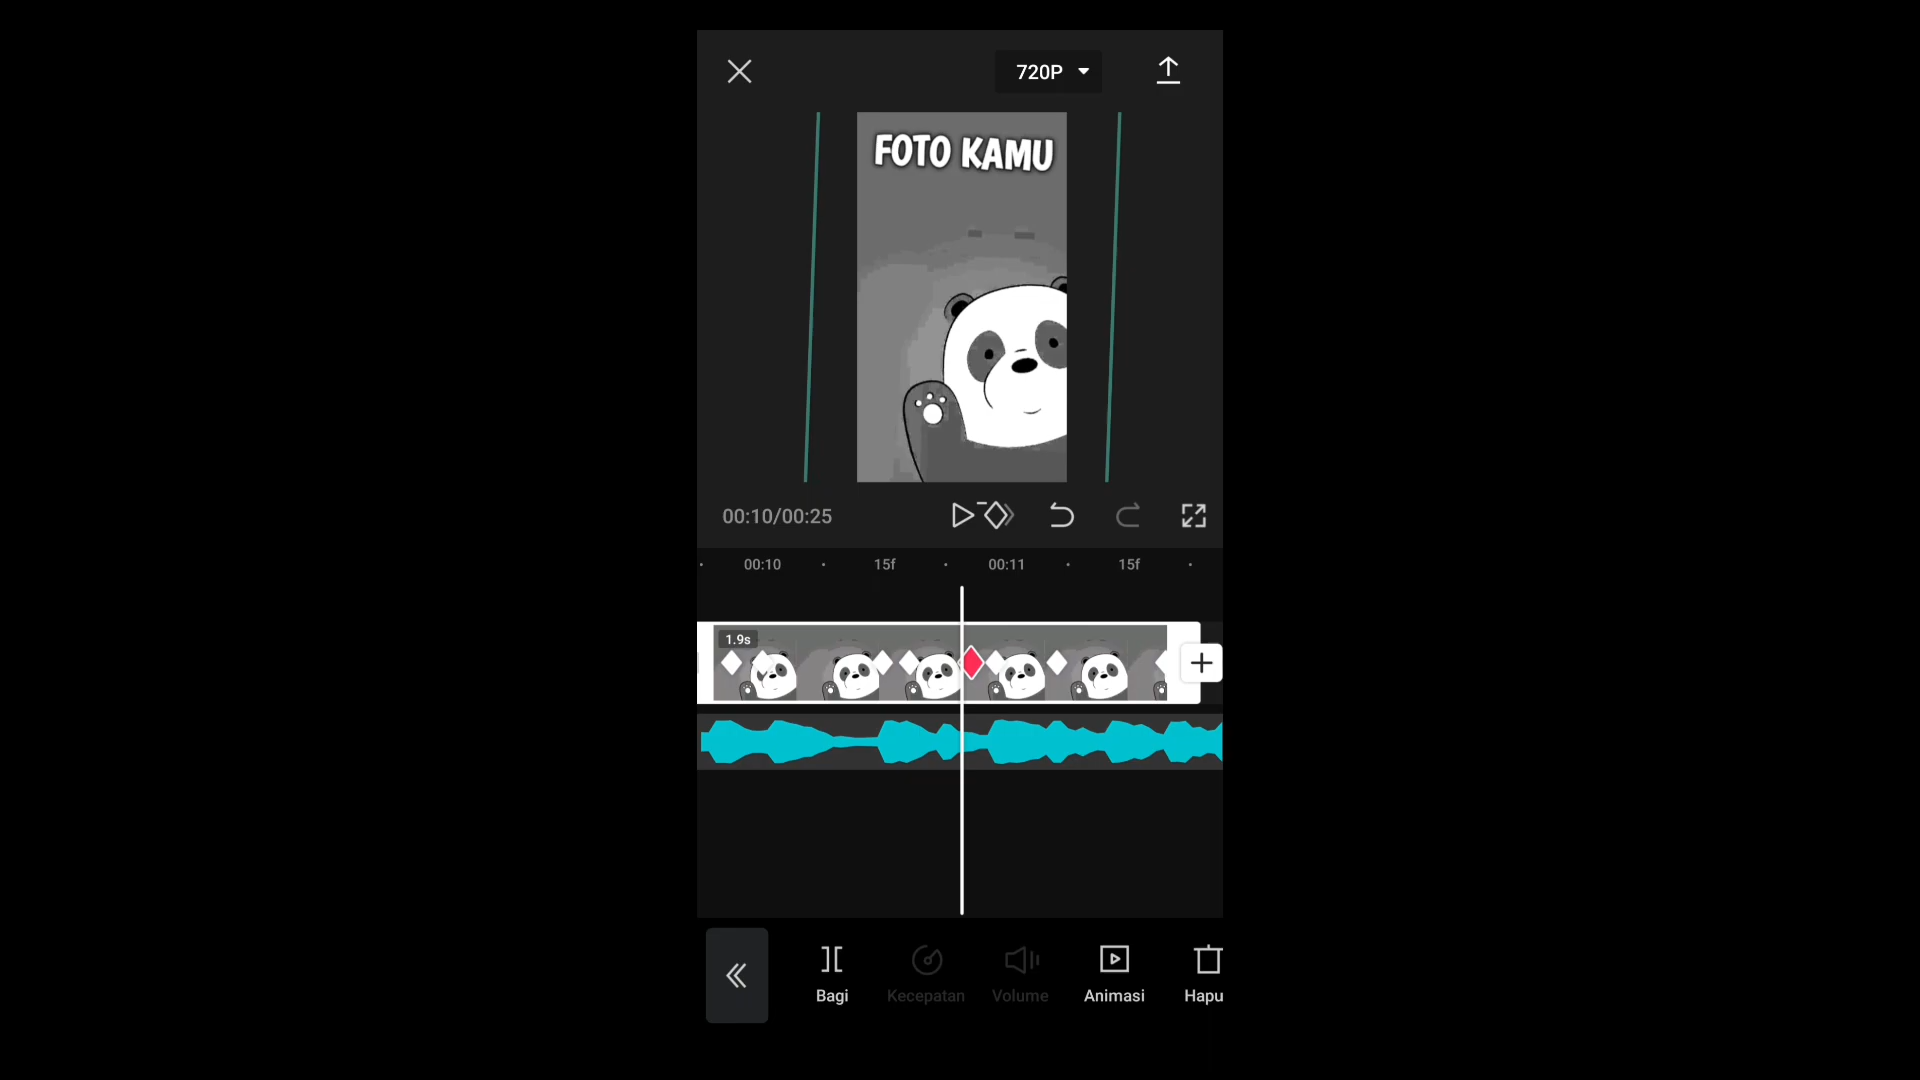 720P
FOTO KAMU
00:10/00:25
00:10 15f 00:11 15f
1.9s
Bagi Kecepatan Volume Animasi Hapu